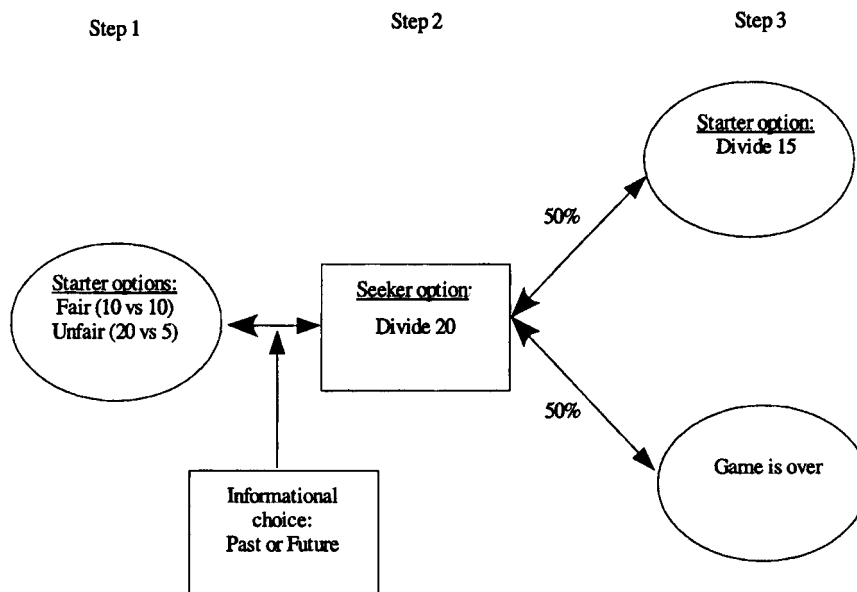 Step 1
Step 2
Step 3
Starter option:
Divide 15
50%
Starter options:
Fair (10 vs 10)
Unfair (20 vs 5)
Seeker option:
Divide 20
50%
Informational
choice:
Past or Future
Game is over